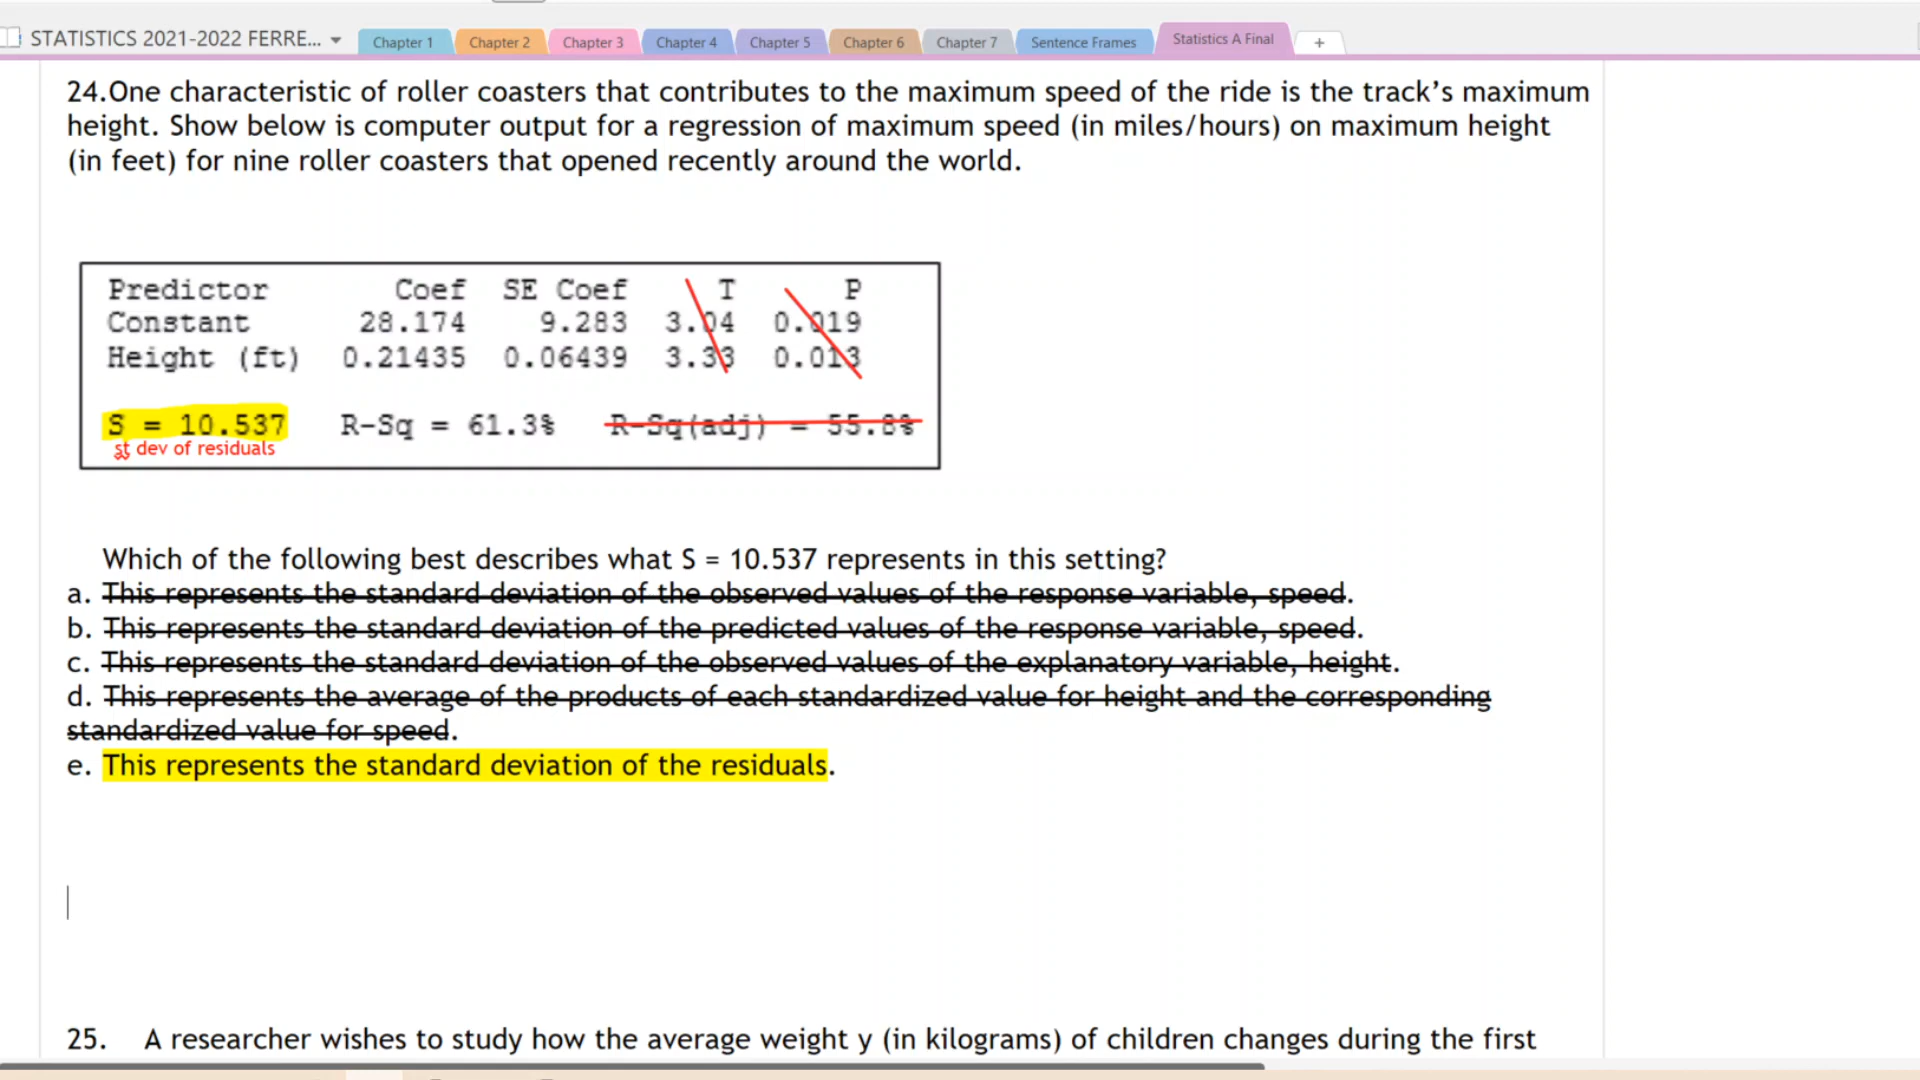 STATISTICS 2021-2022 FERRE...
Chapter 1
Chapter 2
Chapter 3
Chapter 4
Chapter 5
Chapter 6
Chapter 7
Sentence Frames
Statistics A Final
+
24.One characteristic of roller coasters that contributes to the maximum speed of the ride is the track’s maximum
height. Show below is computer output for a regression of maximum speed (in miles/hours) on maximum height
(in feet) for nine roller coasters that opened recently around the world.
Predictor Coef SE Coef T P
Constant 28.174 9.283 3.04 0.019
Height (ft) 0.21435 0.06439 3.33 0.013
S = 10.537 R-Sq = 61.3% R-Sq(adj) = 55.8%
st dev of residuals
Which of the following best describes what S = 10.537 represents in this setting?
a. This represents the standard deviation of the observed values of the response variable, speed.
b. This represents the standard deviation of the predicted values of the response variable, speed.
c. This represents the standard deviation of the observed values of the explanatory variable, height.
d. This represents the average of the products of each standardized value for height and the corresponding
standardized value for speed.
e. This represents the standard deviation of the residuals.
25. A researcher wishes to study how the average weight y (in kilograms) of children changes during the first